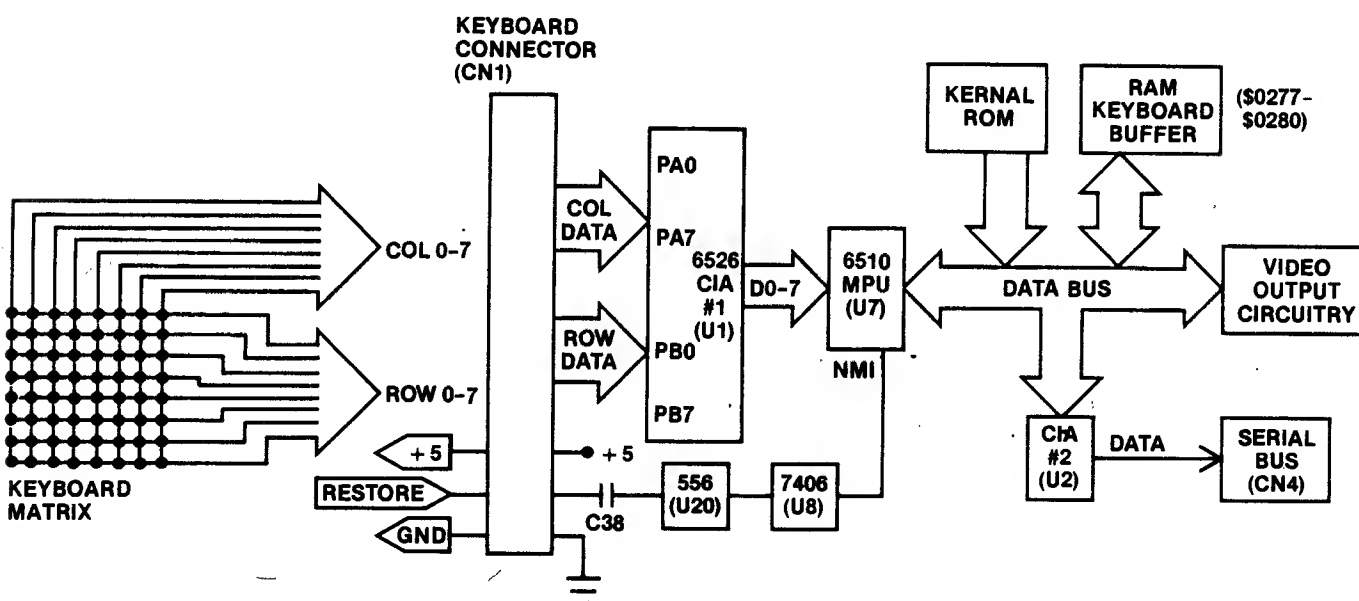 KEYBOARD
CONNECTOR
(CN1)
KERNAL
ROM
RAM
KEYBOARD
BUFFER
($0277-
$0280)
COL 0-7
COL
DATA
PA0
PA7
6526
CIA
#1
(U1)
D0-7
6510
MPU
(U7)
DATA BUS
VIDEO
OUTPUT
CIRCUITRY
ROW 0-7
ROW
DATA
PB0
PB7
NMI
KEYBOARD
MATRIX
+5
+5
RESTORE
GND
C38
556
(U20)
7406
(U8)
CIA
#2
(U2)
DATA
SERIAL
BUS
(CN4)